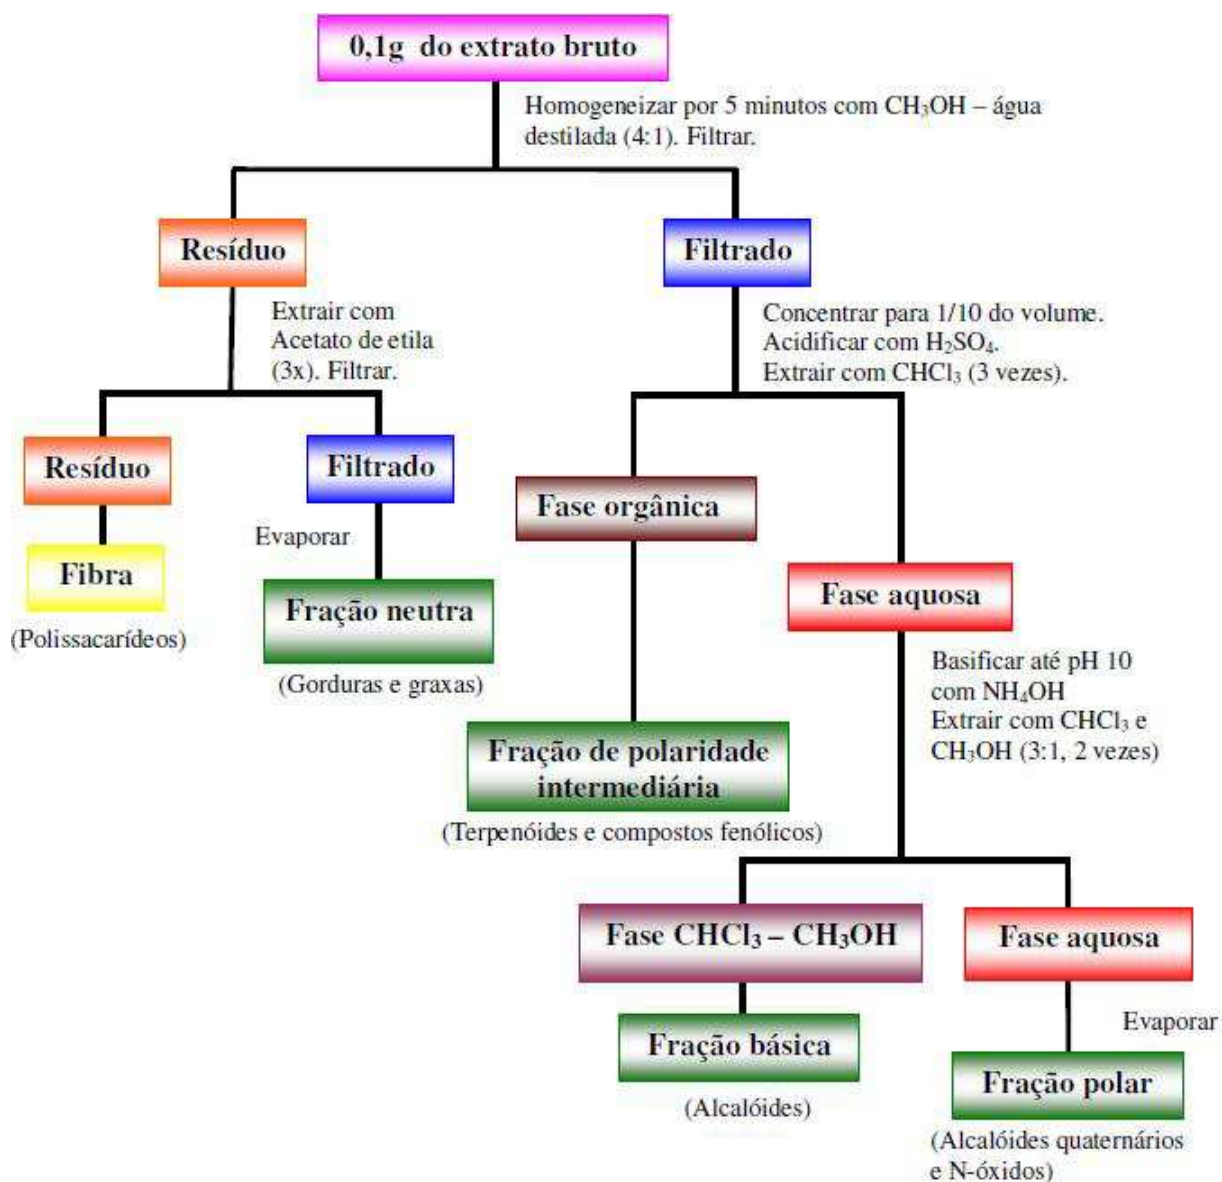 0,1g do extrato bruto
Homogeneizar por 5 minutos com CH₃OH – água
destilada (4:1). Filtrar.
Resíduo
Filtrado
Extrair com
Acetato de etila
(3x). Filtrar.
Concentrar para 1/10 do volume.
Acidificar com H₂SO₄.
Extrair com CHCl₃ (3 vezes).
Resíduo
Filtrado
Fase orgânica
Evaporar
Fibra
Fração neutra
Fase aquosa
(Polissacarídeos)
(Gorduras e graxas)
Basificar até pH 10
com NH₄OH
Extrair com CHCl₃ e
CH₃OH (3:1, 2 vezes)
Fração de polaridade
intermediária
(Terpenóides e compostos fenólicos)
Fase CHCl₃ – CH₃OH
Fase aquosa
Evaporar
Fração básica
Fração polar
(Alcalóides)
(Alcalóides quaternários
e N-óxidos)